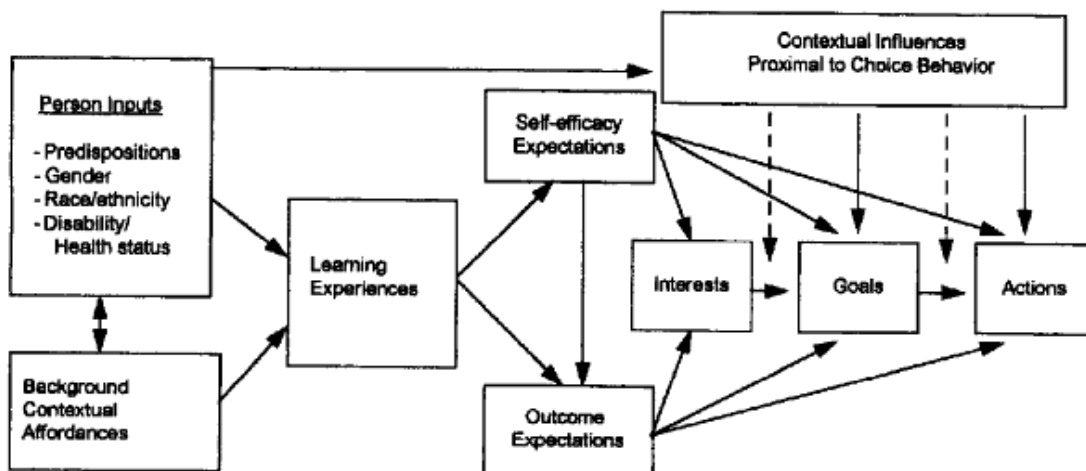 Contextual Influences
Proximal to Choice Behavior
Person Inputs
- Predispositions
- Gender
- Race/ethnicity
- Disability/
Health status
Self-efficacy
Expectations
Learning
Experiences
Interests
Goals
Actions
Background
Contextual
Affordances
Outcome
Expectations